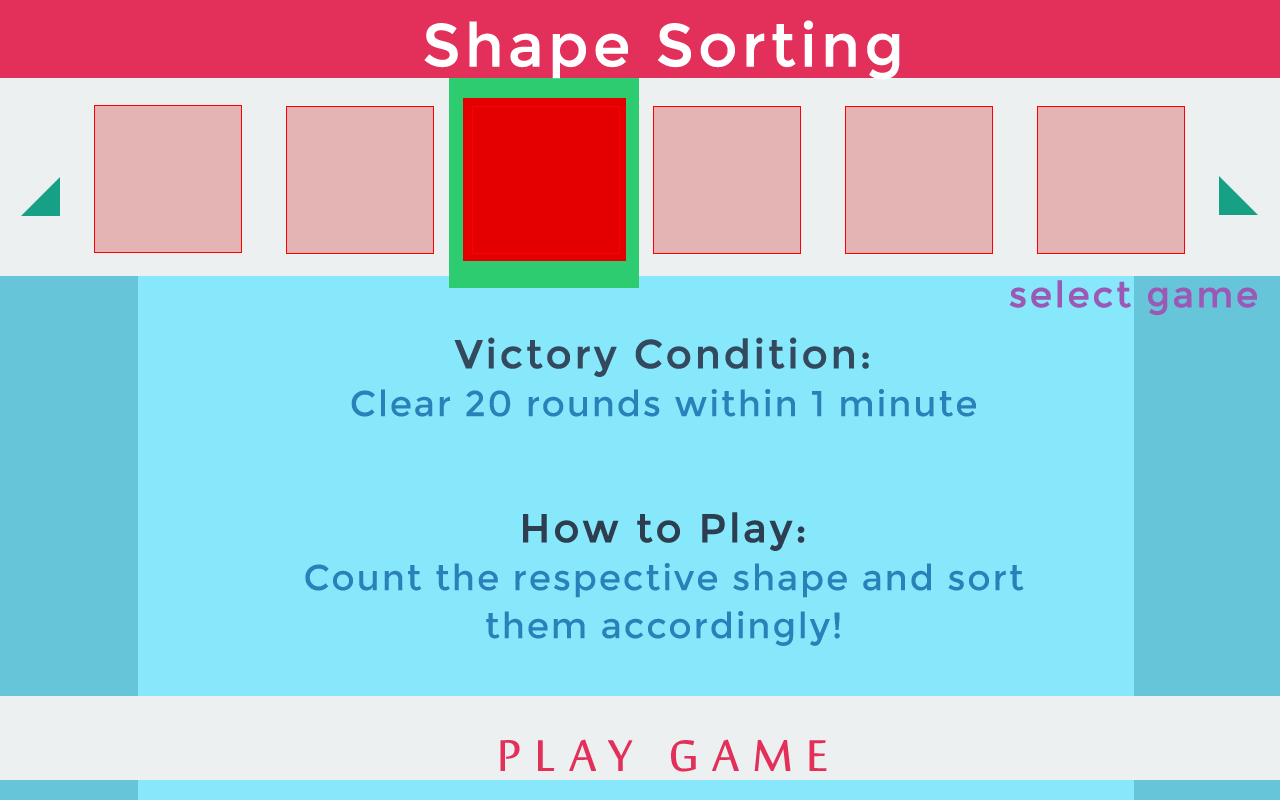 Shape Sorting
select game
Victory Condition:
Clear 20 rounds within 1 minute
How to Play:
Count the respective shape and sort
them accordingly!
PLAY GAME